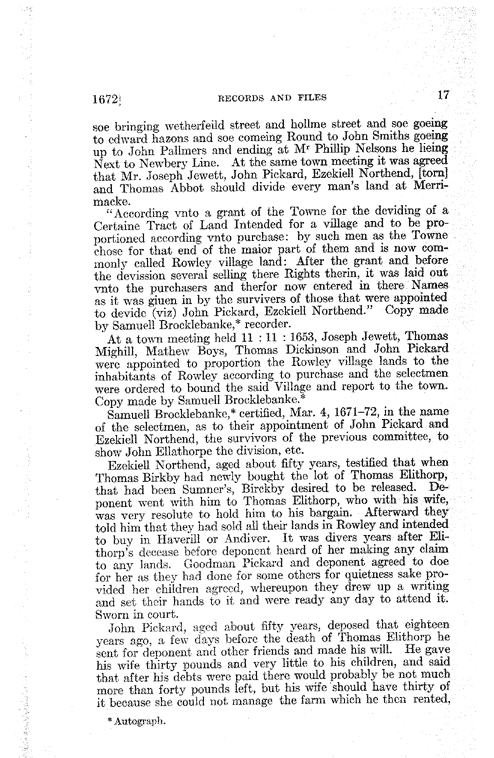 1672] RECORDS AND FILES 17
soe bringing wetherfeild street and hollme street and soe goeing
to edward hazons and soe comeing Round to John Smiths goeing
up to John Pallmers and ending at Mr Phillip Nelsons he lieing
Next to Newbery Line. At the same town meeting it was agreed
that Mr. Joseph Jewett, John Pickard, Ezekiell Northend, [torn]
and Thomas Abbot should divide every man's land at Merri-
macke.
"According vnto a grant of the Towne for the deviding of a
Certaine Tract of Land Intended for a village and to be pro-
portioned according vnto purchase: by such men as the Towne
chose for that end of the maior part of them and is now com-
monly called Rowley village land: After the grant and before
the devission several selling there Rights therin, it was laid out
vnto the purchasers and therfor now entered in there Names
as it was giuen in by the survivers of those that were appointed
to devide (viz) John Pickard, Ezckiell Northend." Copy made
by Samuell Brocklebanke,* recorder.
At a town meeting held 11 : 11 : 1653, Joseph Jewett, Thomas
Mighill, Mathew Boys, Thomas Dickinson and John Pickard
were appointed to proportion the Rowley village lands to the
inhabitants of Rowley according to purchase and the selectmen
were ordered to bound the said Village and report to the town.
Copy made by Samuell Brocklebanke.*
Samuell Brocklebanke,* certified, Mar. 4, 1671-72, in the name
of the selectmen, as to their appointment of John Pickard and
Ezekiell Northend, the survivors of the previous committee, to
show John Ellathorpe the division, etc.
Ezekiell Northend, aged about fifty years, testified that when
Thomas Birkby had newly bought the lot of Thomas Elithorp,
that had been Sumner's, Birckby desired to be released. De-
ponent went with him to Thomas Elithorp, who with his wife,
was very resolute to hold him to his bargain. Afterward they
told him that they had sold all their lands in Rowley and intended
to buy in Haverill or Andiver. It was divers years after Eli-
thorp's decease before deponent heard of her making any claim
to any lands. Goodman Pickard and deponent agreed to doe
for her as they had done for some others for quietness sake pro-
vided her children agreed, whereupon they drew up a writing
and set their hands to it and were ready any day to attend it.
Sworn in court.
John Pickard, aged about fifty years, deposed that eighteen
years ago, a few days before the death of Thomas Elithorp he
sent for deponent and other friends and made his will. He gave
his wife thirty pounds and very little to his children, and said
that after his debts were paid there would probably be not much
more than forty pounds left, but his wife should have thirty of
it because she could not manage the farm which he then rented,
* Autograph.